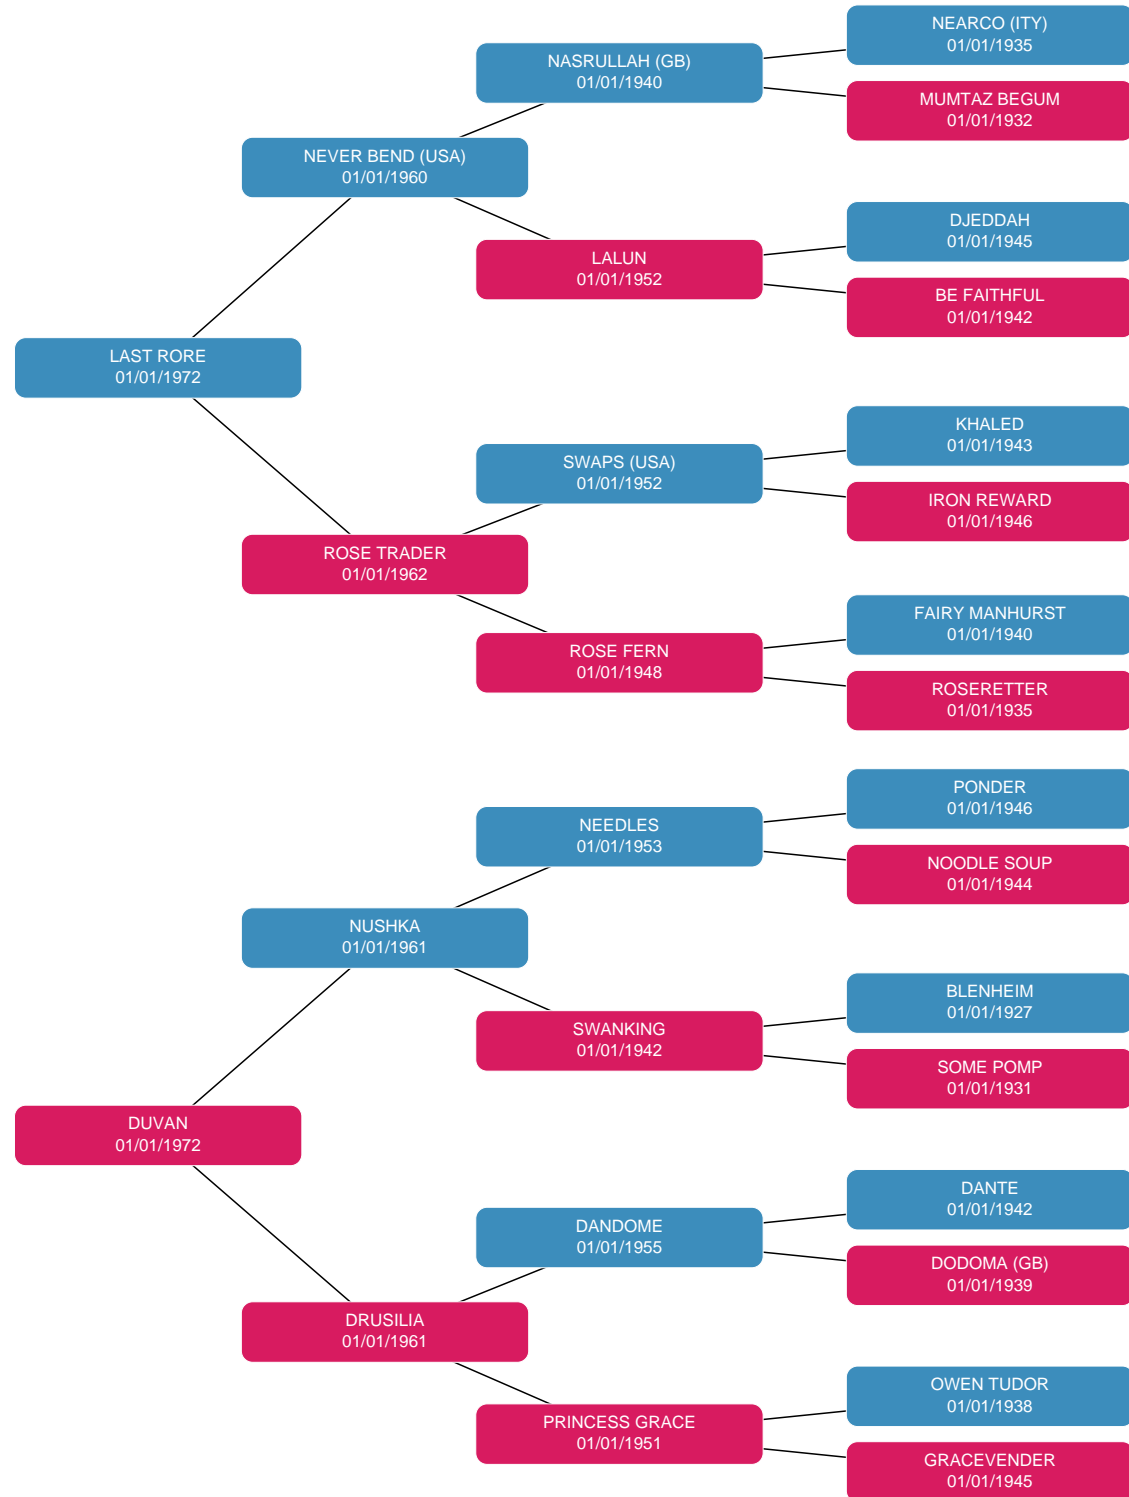 NEARCO (ITY)
01/01/1935
NASRULLAH (GB)
01/01/1940
MUMTAZ BEGUM
01/01/1932
NEVER BEND (USA)
01/01/1960
DJEDDAH
01/01/1945
LALUN
01/01/1952
BE FAITHFUL
01/01/1942
LAST RORE
01/01/1972
KHALED
01/01/1943
SWAPS (USA)
01/01/1952
IRON REWARD
01/01/1946
ROSE TRADER
01/01/1962
FAIRY MANHURST
01/01/1940
ROSE FERN
01/01/1948
ROSERETTER
01/01/1935
PONDER
01/01/1946
NEEDLES
01/01/1953
NOODLE SOUP
01/01/1944
NUSHKA
01/01/1961
BLENHEIM
01/01/1927
SWANKING
01/01/1942
SOME POMP
01/01/1931
DUVAN
01/01/1972
DANTE
01/01/1942
DANDOME
01/01/1955
DODOMA (GB)
01/01/1939
DRUSILIA
01/01/1961
OWEN TUDOR
01/01/1938
PRINCESS GRACE
01/01/1951
GRACEVENDER
01/01/1945